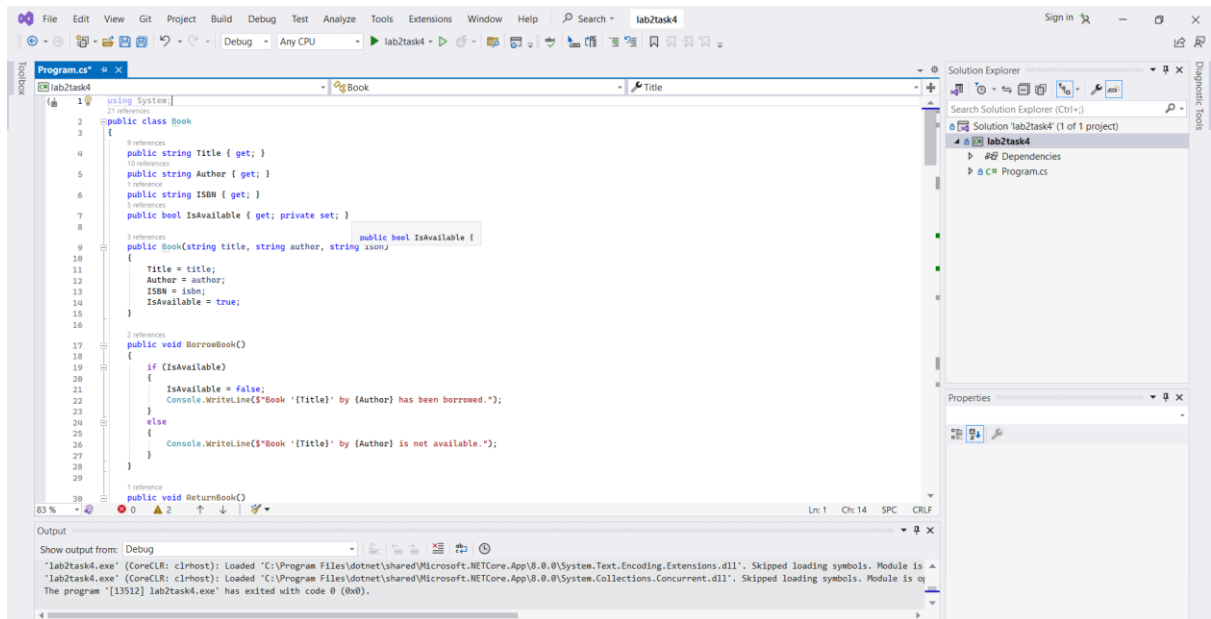 File Edit View Git Project Build Debug Test Analyze Tools Extensions Window Help Search lab2task4 Sign in
Debug Any CPU lab2task4
Toolbox
Program.cs*
lab2task4 Book Title
1 using System;
21 references
2 public class Book
3 {
9 references
4 public string Title { get; }
10 references
5 public string Author { get; }
1 reference
6 public string ISBN { get; }
5 references
7 public bool IsAvailable { get; private set; }
8
public bool IsAvailable {
3 references
9 public Book(string title, string author, string isbn)
10 {
11 Title = title;
12 Author = author;
13 ISBN = isbn;
14 IsAvailable = true;
15 }
16
2 references
17 public void BorrowBook()
18 {
19 if (IsAvailable)
20 {
21 IsAvailable = false;
22 Console.WriteLine($"Book '{Title}' by {Author} has been borrowed.");
23 }
24 else
25 {
26 Console.WriteLine($"Book '{Title}' by {Author} is not available.");
27 }
28 }
29
1 reference
30 public void ReturnBook()
83 % 0 2 Ln: 1 Ch: 14 SPC CRLF
Output
Show output from: Debug
'lab2task4.exe' (CoreCLR: clrhost): Loaded 'C:\Program Files\dotnet\shared\Microsoft.NETCore.App\8.0.0\System.Text.Encoding.Extensions.dll'. Skipped loading symbols. Module is
'lab2task4.exe' (CoreCLR: clrhost): Loaded 'C:\Program Files\dotnet\shared\Microsoft.NETCore.App\8.0.0\System.Collections.Concurrent.dll'. Skipped loading symbols. Module is op
The program '[13512] lab2task4.exe' has exited with code 0 (0x0).
Solution Explorer
Search Solution Explorer (Ctrl+;)
Solution 'lab2task4' (1 of 1 project)
lab2task4
Dependencies
C# Program.cs
Properties
Diagnostic Tools